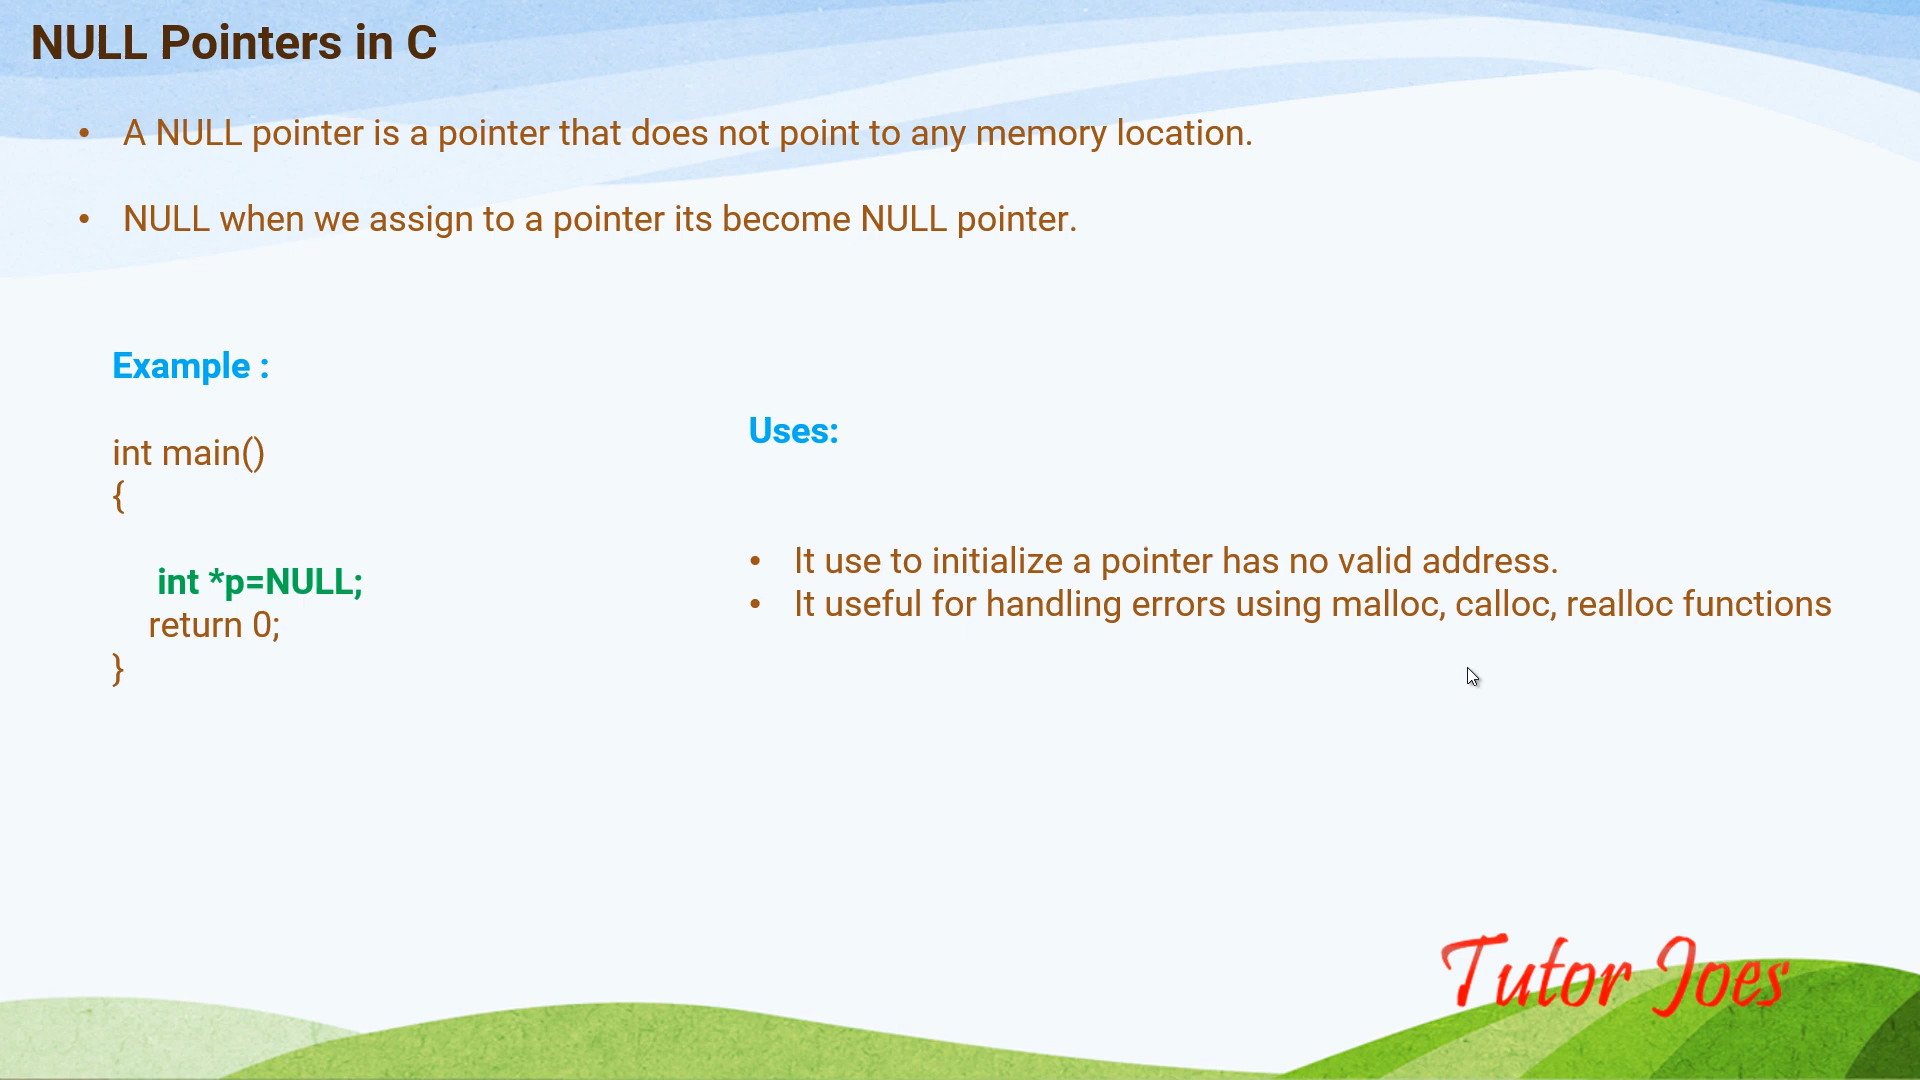 NULL Pointers in C
• A NULL pointer is a pointer that does not point to any memory location.
• NULL when we assign to a pointer its become NULL pointer.
Example :
int main()
{
int *p=NULL;
return 0;
}
Uses:
• It use to initialize a pointer has no valid address.
• It useful for handling errors using malloc, calloc, realloc functions
Tutor Joes